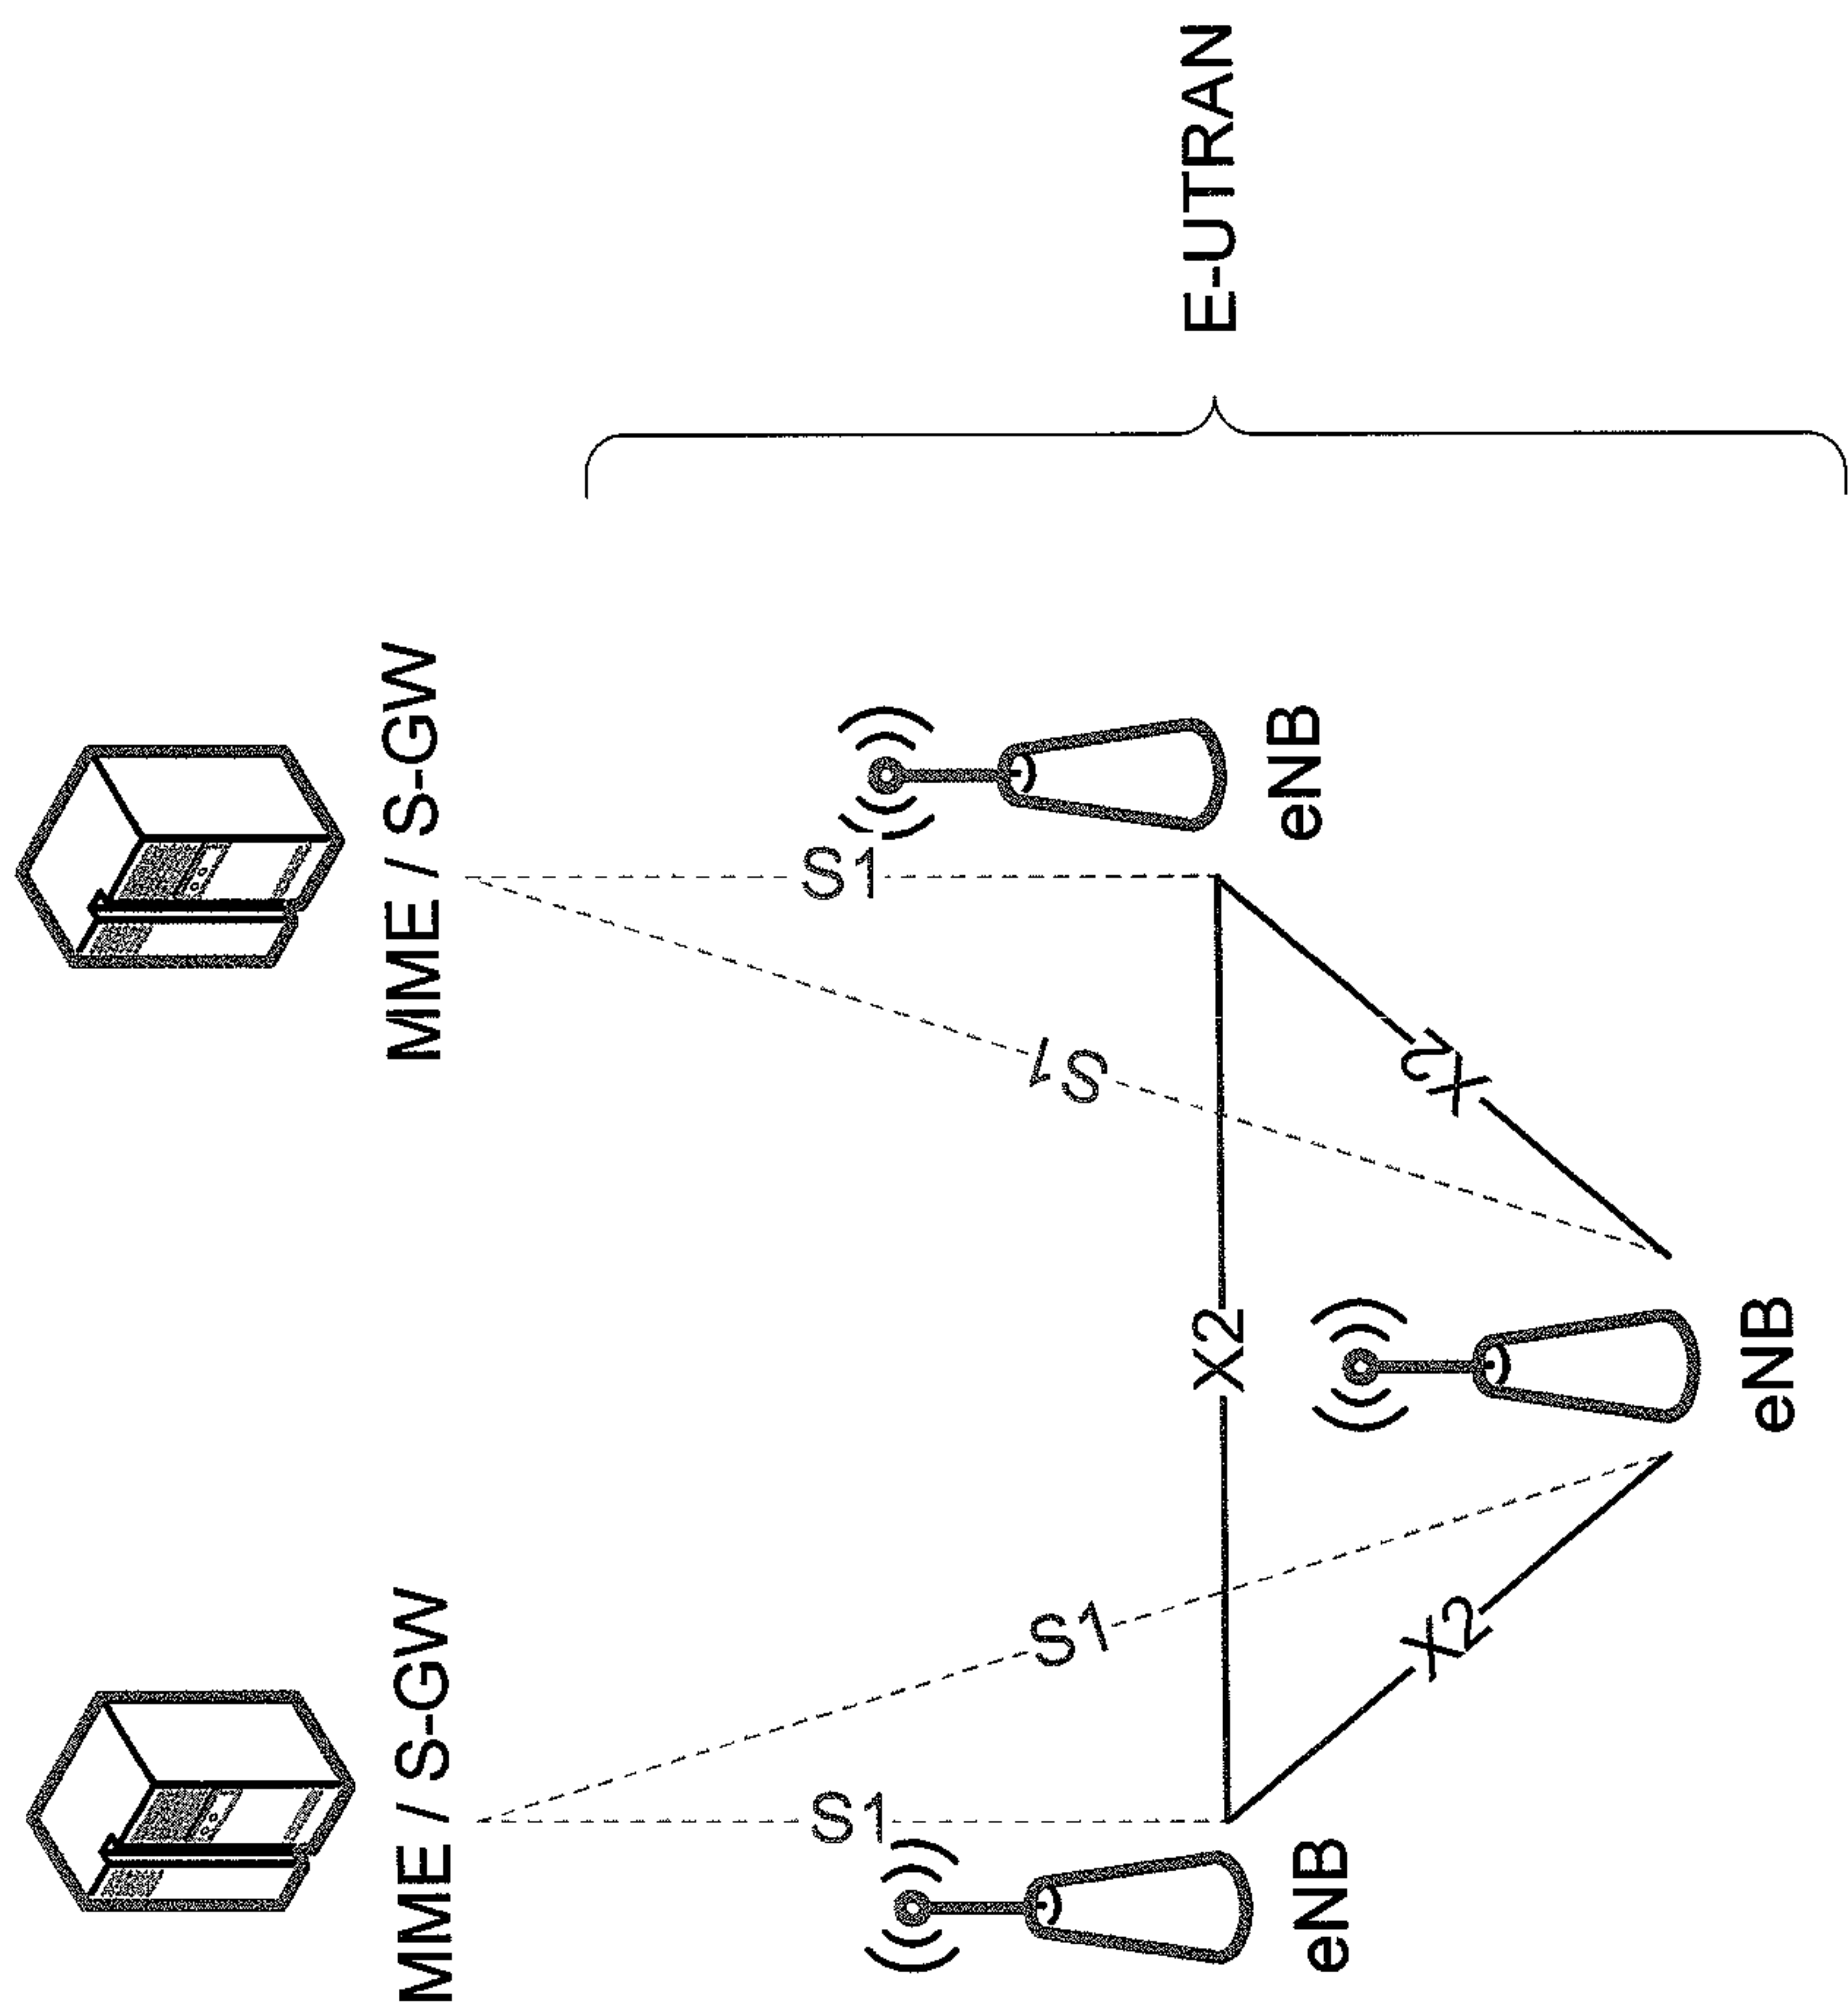 MME / S-GW
MME / S-GW
S1
S1
S1
S1
X2
E-UTRAN
eNB
eNB
X2
X2
eNB